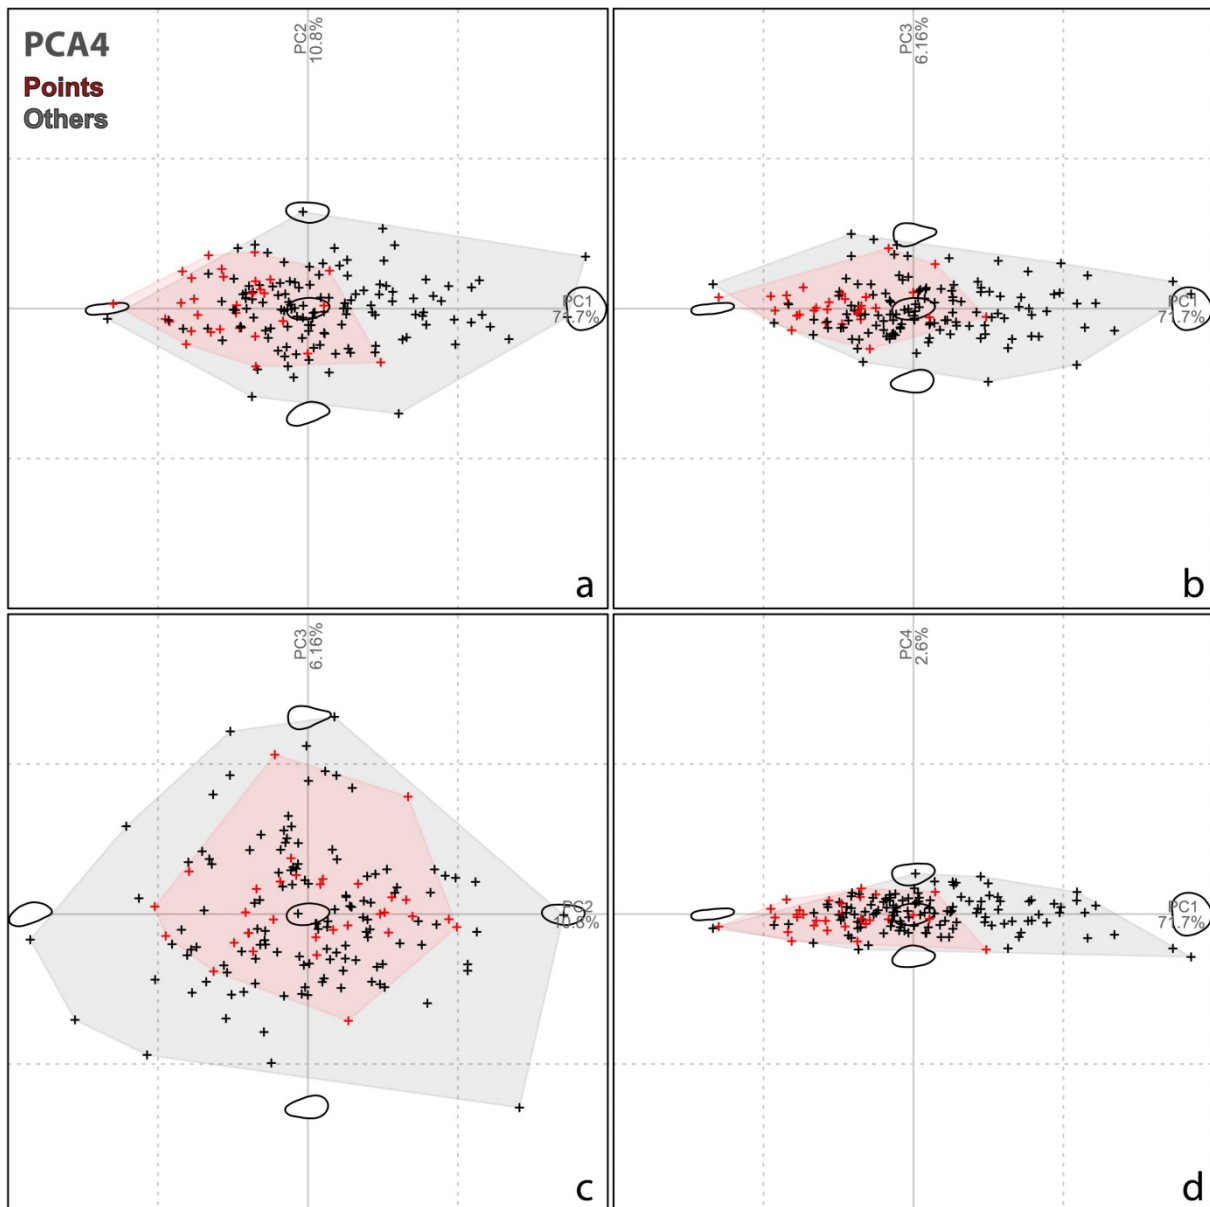 PCA4
Points
Others
PC2
10.8%
PC1
71.7%
a
PC3
6.16%
PC1
71.7%
b
PC3
6.16%
PC2
10.8%
c
PC4
2.6%
PC1
71.7%
d